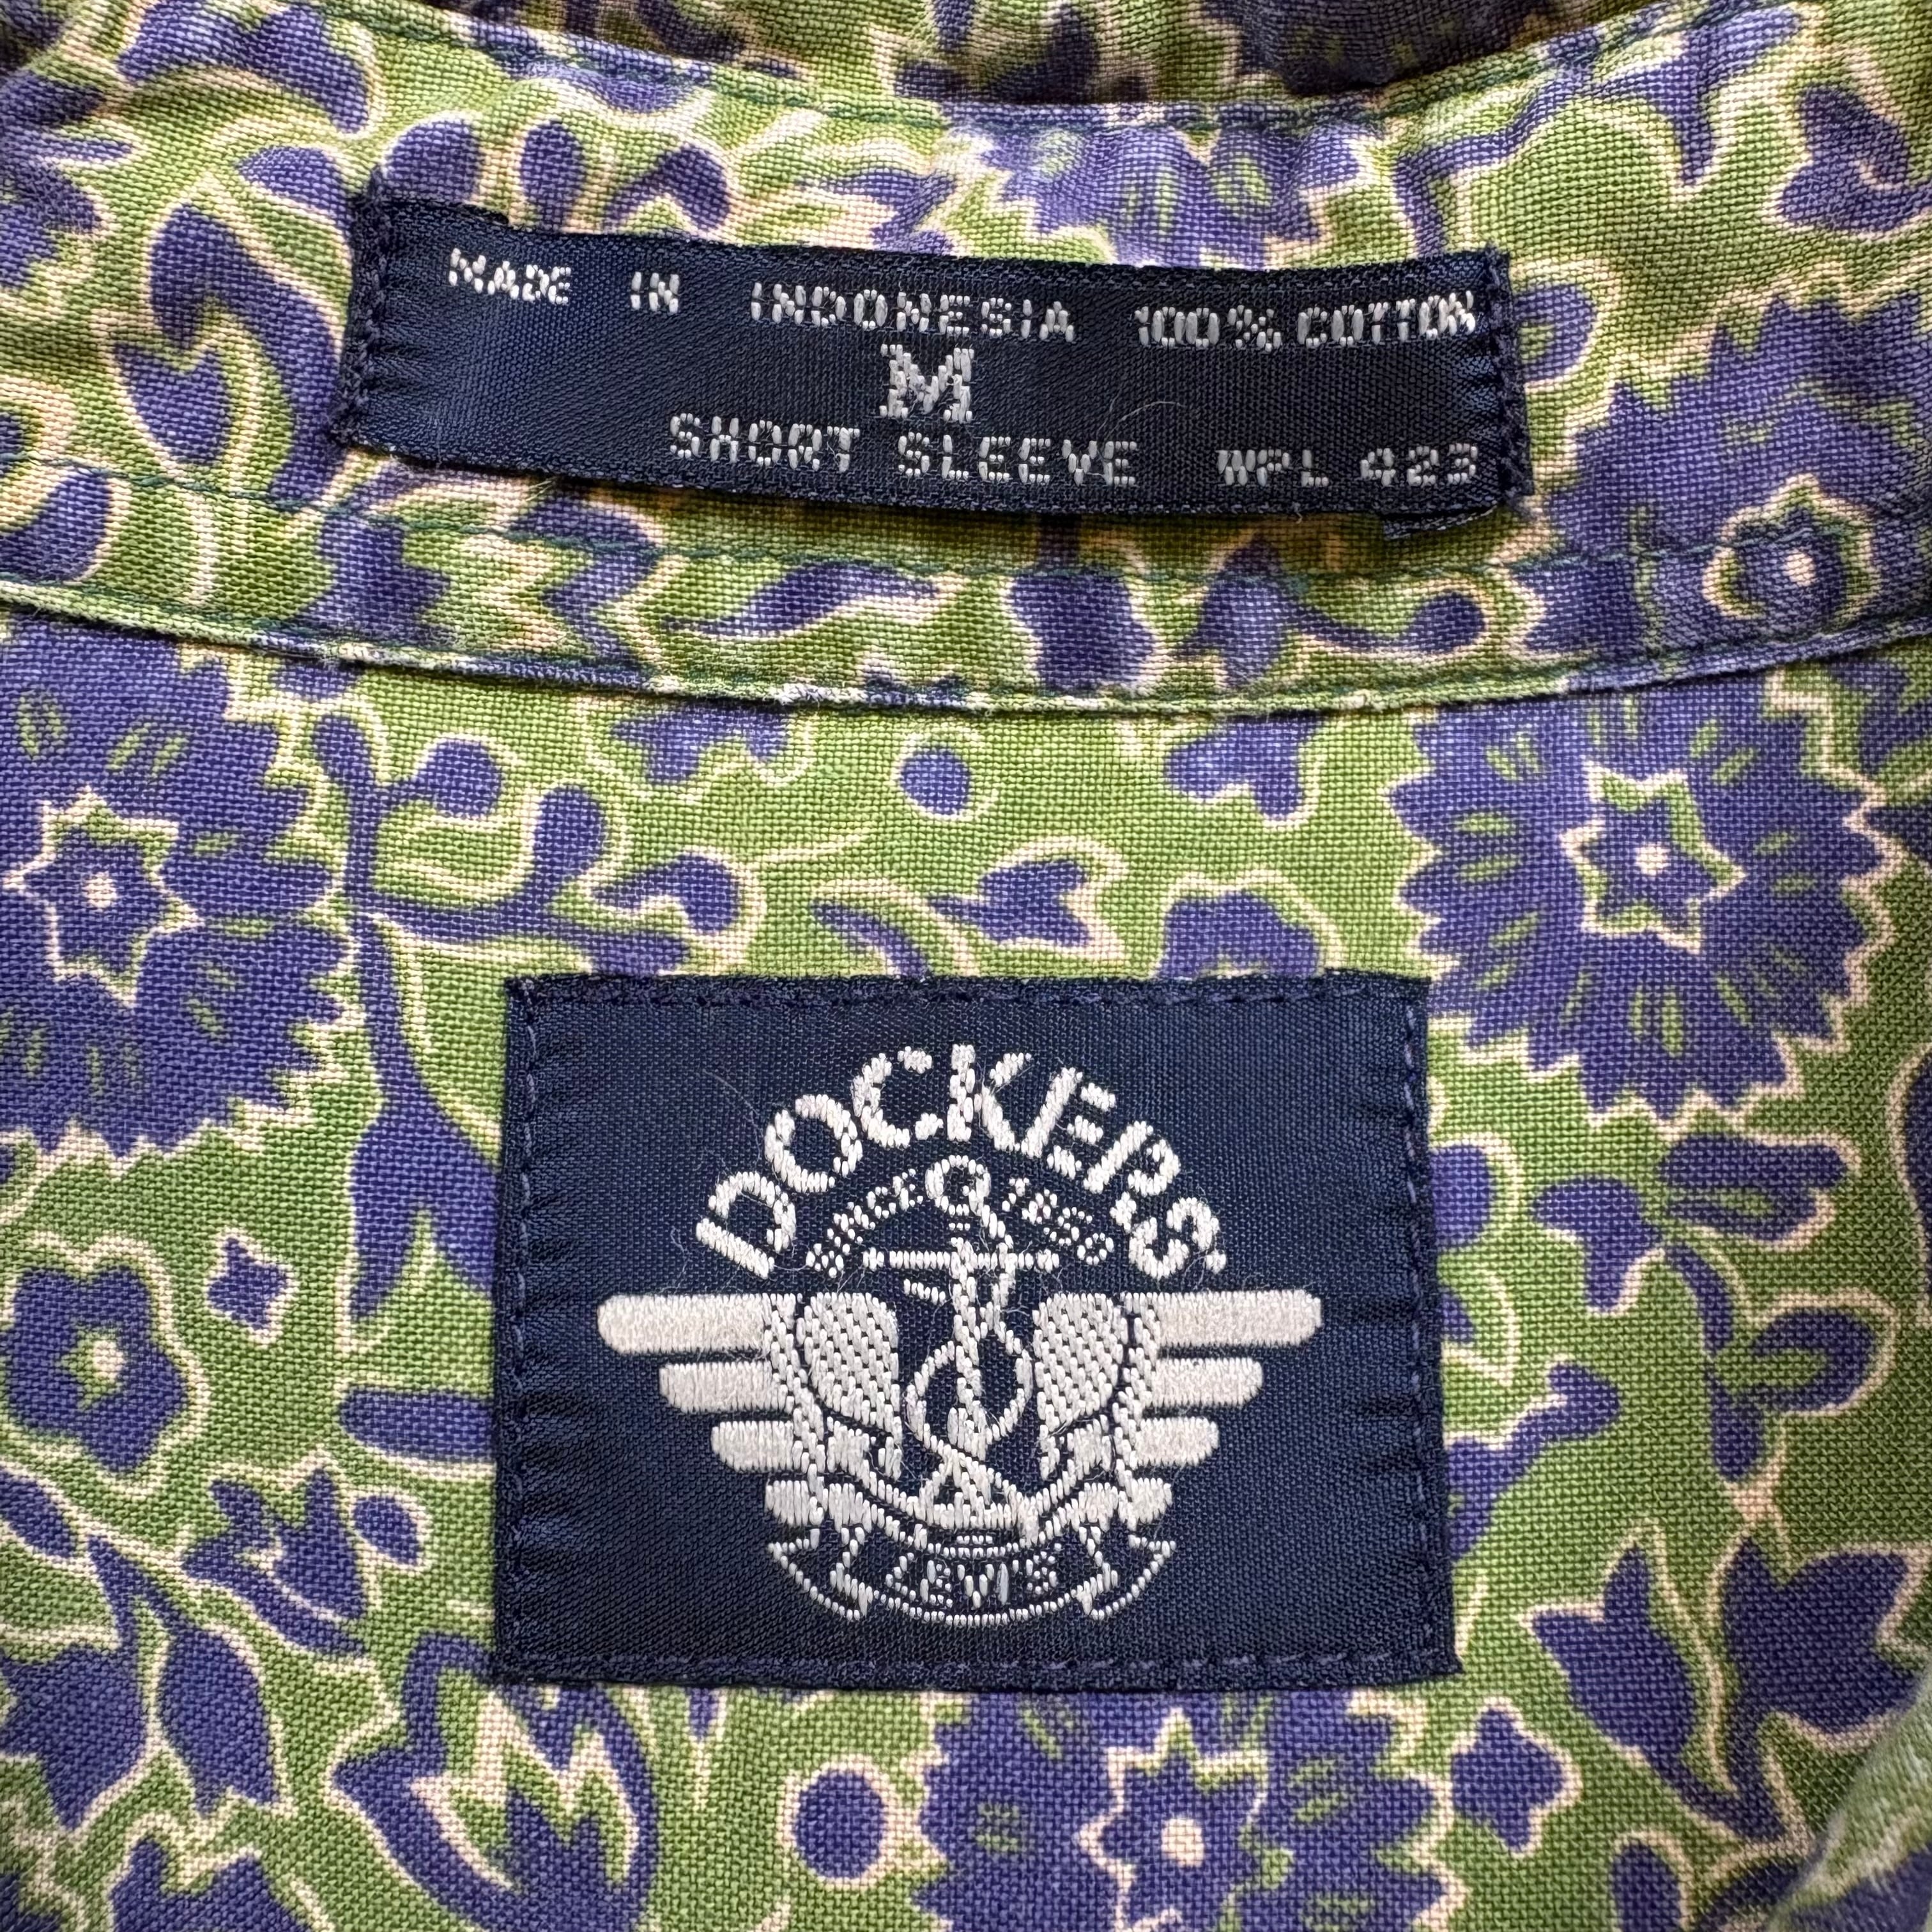 MADE IN INDONESIA 100% COTTON
M
SHORT SLEEVE WPL 423
DOCKERS
SINCE 1850
LEVI'S